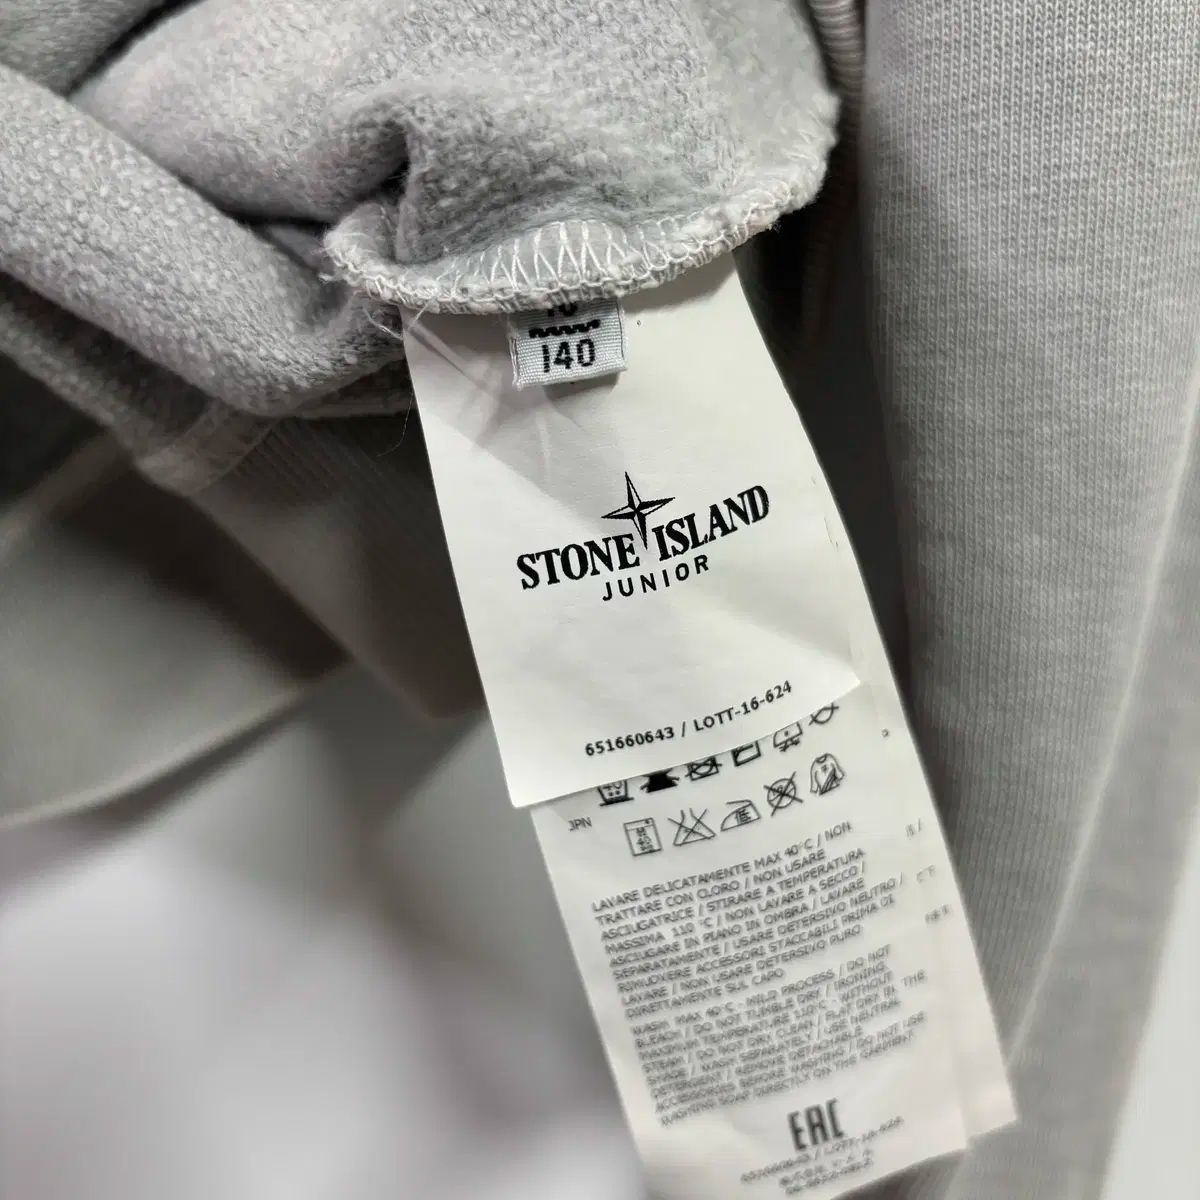 10
140
STONE ISLAND
JUNIOR
651660643 / LOTT-16-624
JPN
LAVARE DELICATAMENTE MAX 40°C / NON
TRATTARE CON CLORO / NON USARE
ASCIUGATRICE / STIRARE A TEMPERATURA
MASSIMA 110 °C / NON LAVARE A SECCO /
ASCIUGARE IN PIANO IN OMBRA / LAVARE
SEPARATAMENTE / USARE DETERSIVO NEUTRO /
RIMUOVERE ACCESSORI STACCABILI PRIMA DI
LAVARE / NON USARE DETERSIVO PURO
DIRETTAMENTE SUL CAPO
WASH MAX 40°C - MILD PROCESS / DO NOT
BLEACH / DO NOT TUMBLE DRY / IRONING
MAXIMUM TEMPERATURE 110°C - WITHOUT
STEAM / DO NOT DRY CLEAN / FLAT DRY IN THE
SHADE / WASH SEPARATELY / USE NEUTRAL
DETERGENT / REMOVE DETACHABLE
ACCESSORIES BEFORE WASHING / DO NOT USE
WASHING SOAP DIRECTLY ON THE GARMENT
EAC
651660643 / LOTT-16-624